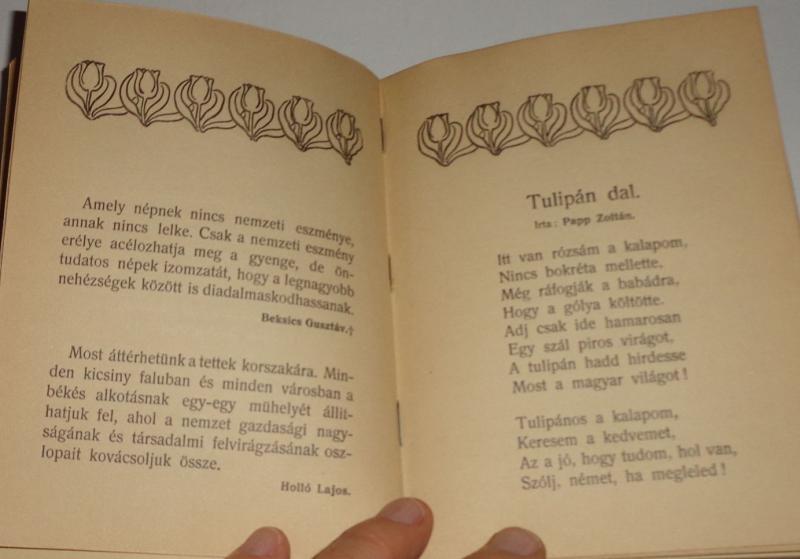 Amely népnek nincs nemzeti eszménye,
annak nincs lelke. Csak a nemzeti eszmény
erélye acélozhatja meg a gyenge, de ön-
tudatos népek izomzatát, hogy a legnagyobb
nehézségek között is diadalmaskodhassanak.
Beksics Gusztáv.†
Most áttérhetünk a tettek korszakára. Min-
den kicsiny faluban és minden városban a
békés alkotásnak egy-egy műhelyét állit-
hatjuk fel, ahol a nemzet gazdasági nagy-
ságának és társadalmi felvirágzásának osz-
lopait kovácsoljuk össze.
Holló Lajos.
Tulipán dal.
Irta: Papp Zoltán.
Itt van rózsám a kalapom,
Nincs bokréta mellette,
Még ráfogják a babádra,
Hogy a gólya költötte.
Adj csak ide hamarosan
Egy szál piros virágot,
A tulipán hadd hirdesse
Most a magyar világot!
Tulipános a kalapom,
Keresem a kedvemet,
Az a jó, hogy tudom, hol van,
Szólj, német, ha megleled!